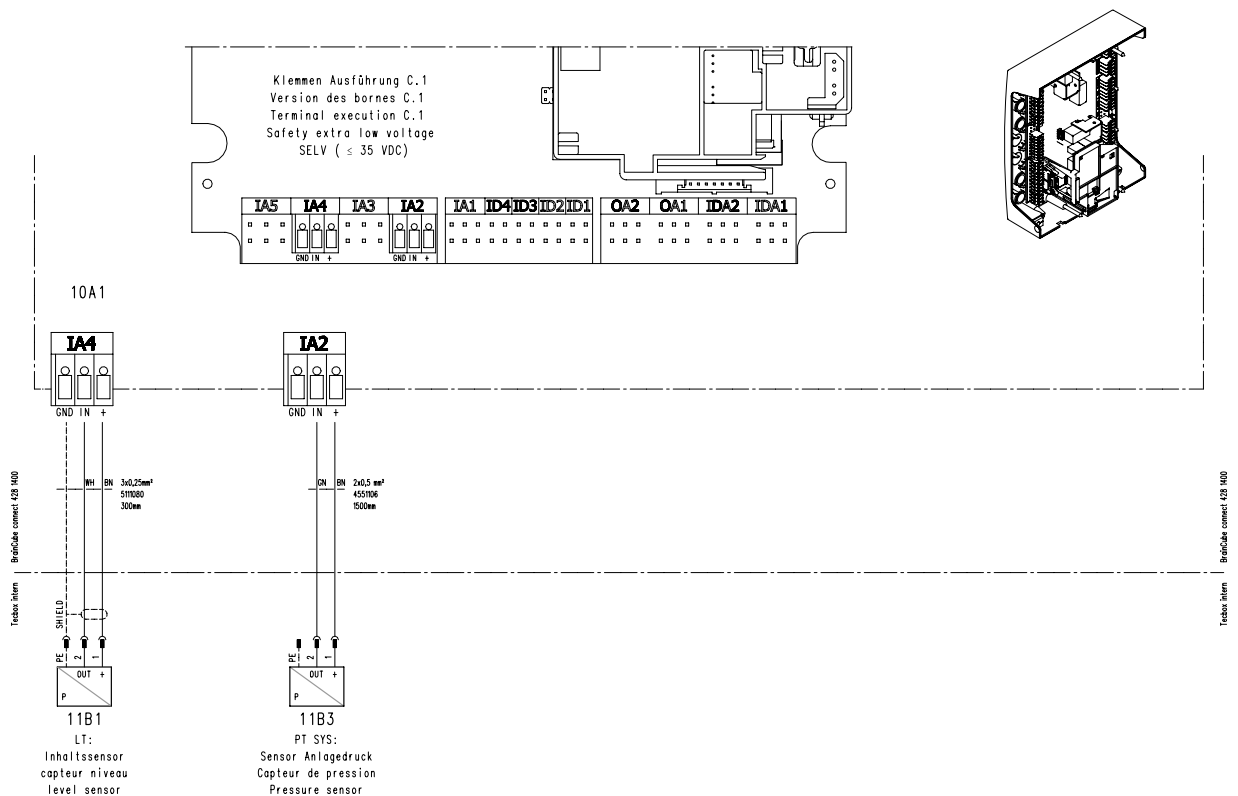 Klemmen Ausführung C.1
Version des bornes C.1
Terminal execution C.1
Safety extra low voltage
SELV ( ≤ 35 VDC)
IA5 IA4 IA3 IA2 IA1 ID4 ID3 ID2 ID1 OA2 OA1 IDA2 IDA1
GND IN + GND IN +
10A1
IA4 IA2
GND IN + GND IN +
WH BN 3x0,25mm²
5111080
300mm
GN BN 2x0,5 mm²
4551106
1500mm
BrainCube connect 428 1400
BrainCube connect 428 1400
Tecbox intern
Tecbox intern
SHIELD
PE 2 1 PE 2 1
OUT + OUT +
P P
11B1
LT:
Inhaltssensor
capteur niveau
level sensor
11B3
PT SYS:
Sensor Anlagedruck
Capteur de pression
Pressure sensor